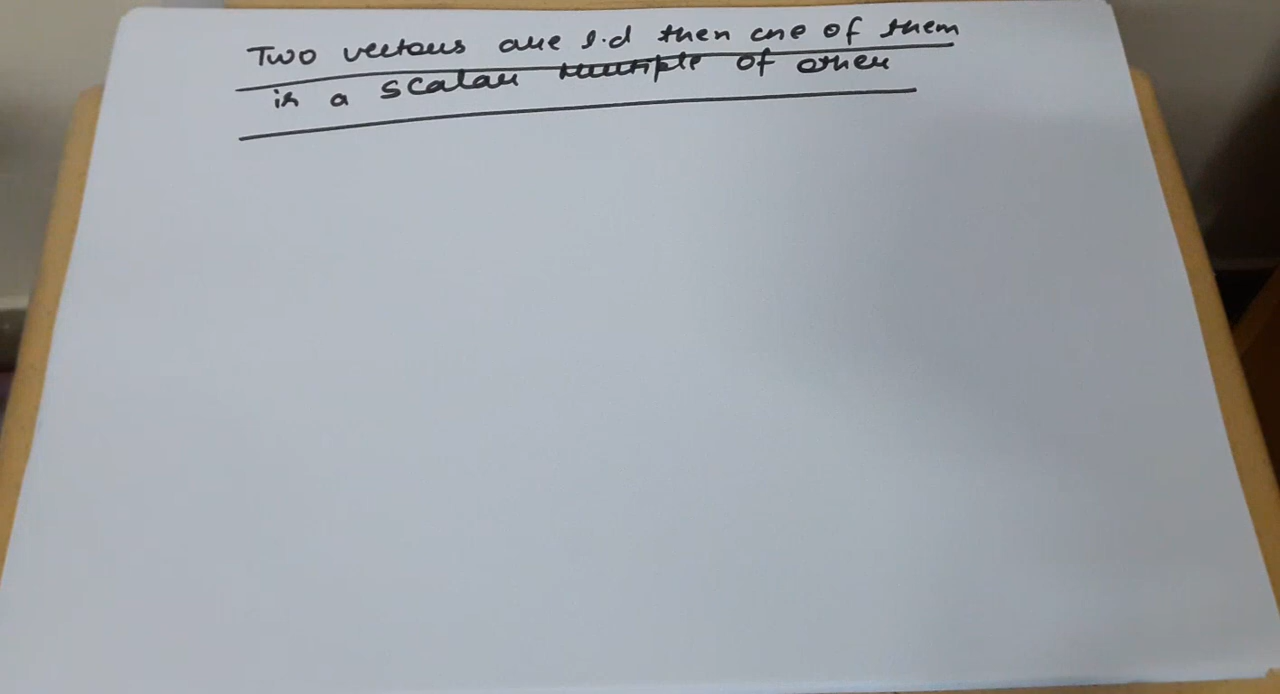 Two vectors are l.d then one of them
is a scalar multiple of other